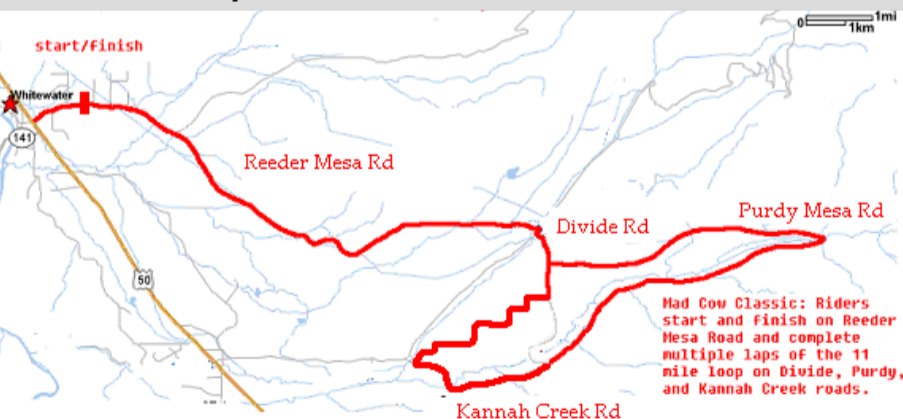 0 1mi
1km
start/finish
Whitewater
141
Reeder Mesa Rd
Purdy Mesa Rd
Divide Rd
50
Mad Cow Classic: Riders
start and finish on Reeder
Mesa Road and complete
multiple laps of the 11
mile loop on Divide, Purdy,
and Kannah Creek roads.
Kannah Creek Rd